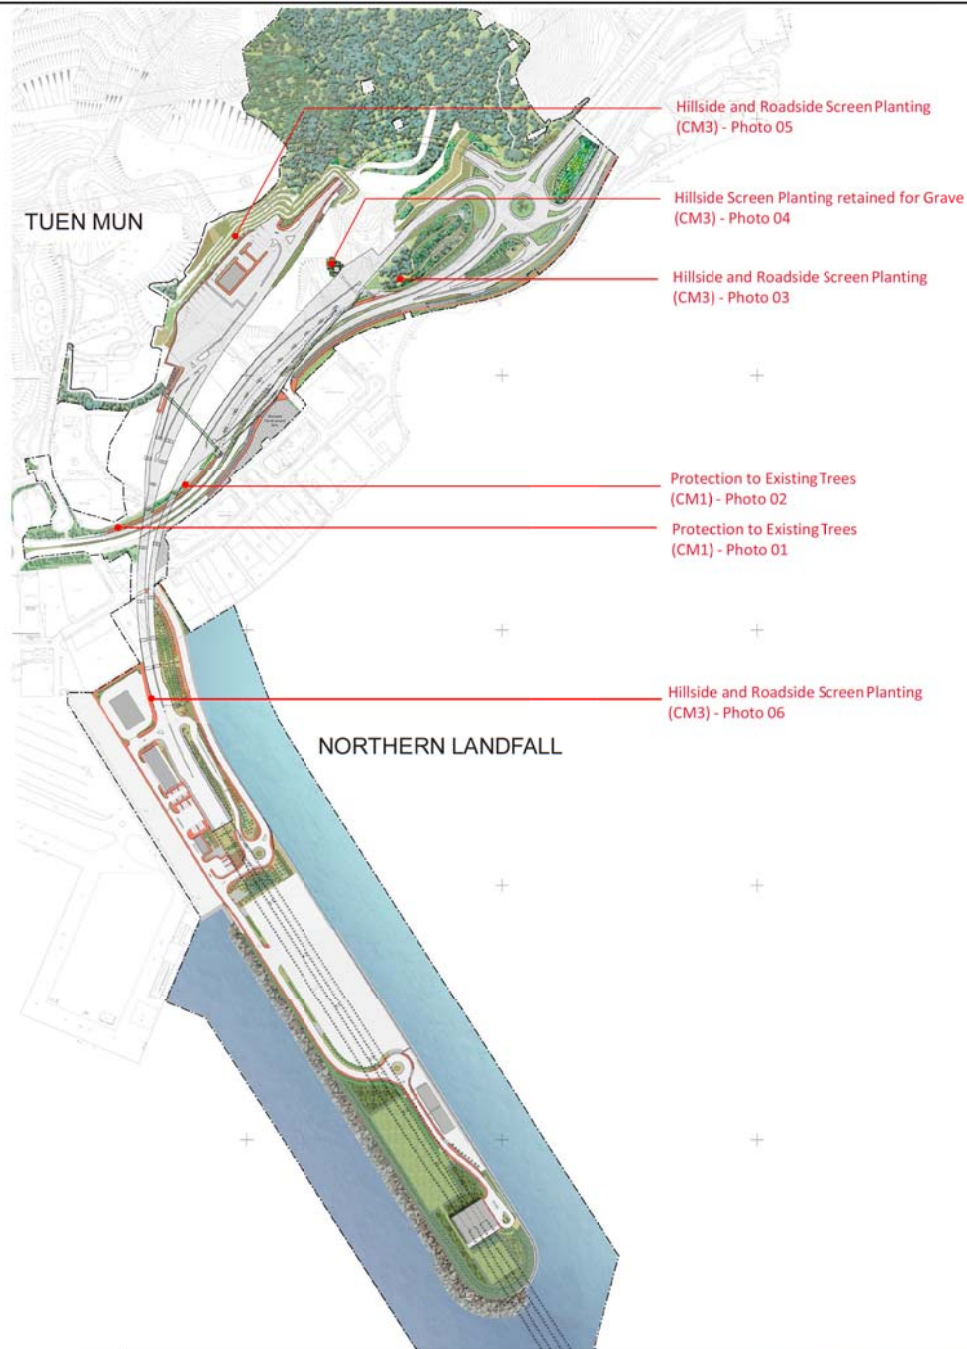 Hillside and Roadside Screen Planting
(CM3) - Photo 05
Hillside Screen Planting retained for Grave
(CM3) - Photo 04
TUEN MUN
Hillside and Roadside Screen Planting
(CM3) - Photo 03
Protection to Existing Trees
(CM1) - Photo 02
Protection to Existing Trees
(CM1) - Photo 01
Hillside and Roadside Screen Planting
(CM3) - Photo 06
NORTHERN LANDFALL